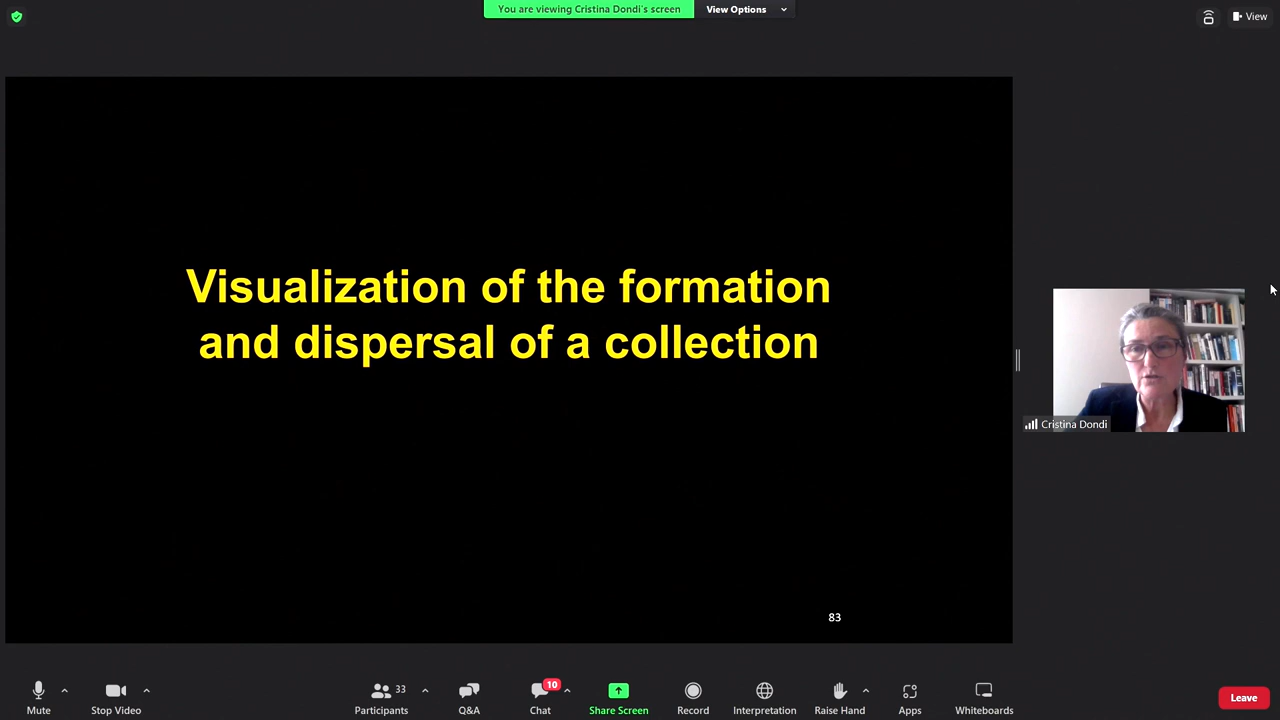 You are viewing Cristina Dondi's screen
View Options
View
Visualization of the formation
and dispersal of a collection
83
Cristina Dondi
Mute
Stop Video
33
Participants
Q&A
10
Chat
Share Screen
Record
Interpretation
Raise Hand
Apps
Whiteboards
Leave